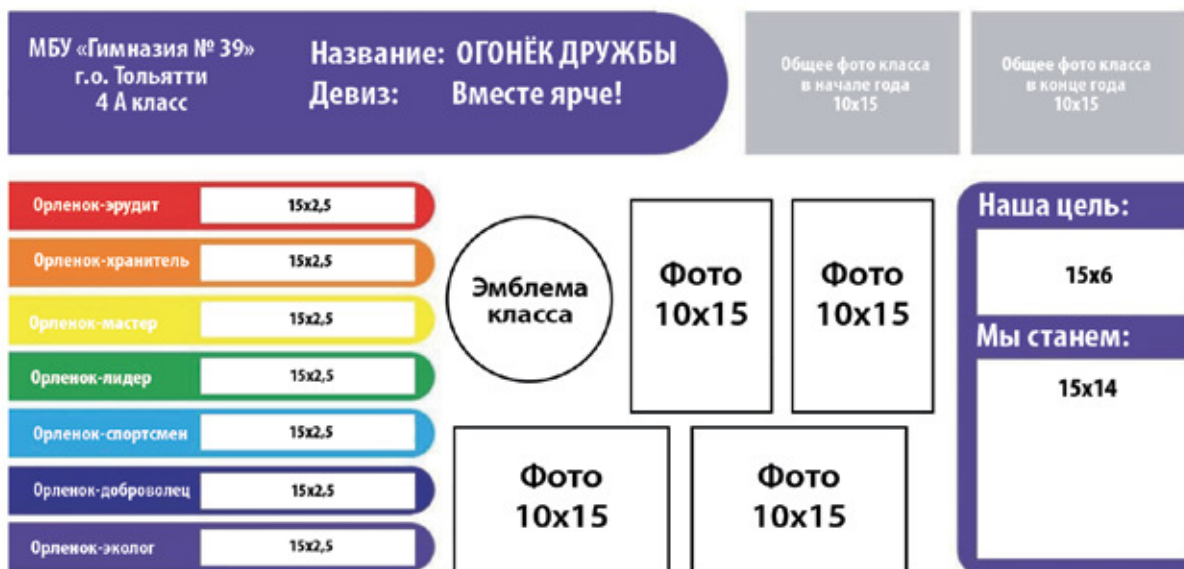 МБУ «Гимназия № 39»
г.о. Тольятти
4 А класс
Название: ОГОНЁК ДРУЖБЫ
Девиз: Вместе ярче!
Общее фото класса
в начале года
10х15
Общее фото класса
в конце года
10х15
Орленок-эрудит 15х2,5
Орленок-хранитель 15х2,5
Орленок-мастер 15х2,5
Орленок-лидер 15х2,5
Орленок-спортсмен 15х2,5
Орленок-доброволец 15х2,5
Орленок-эколог 15х2,5
Эмблема
класса
Фото
10х15
Фото
10х15
Фото
10х15
Фото
10х15
Наша цель:
15х6
Мы станем:
15х14